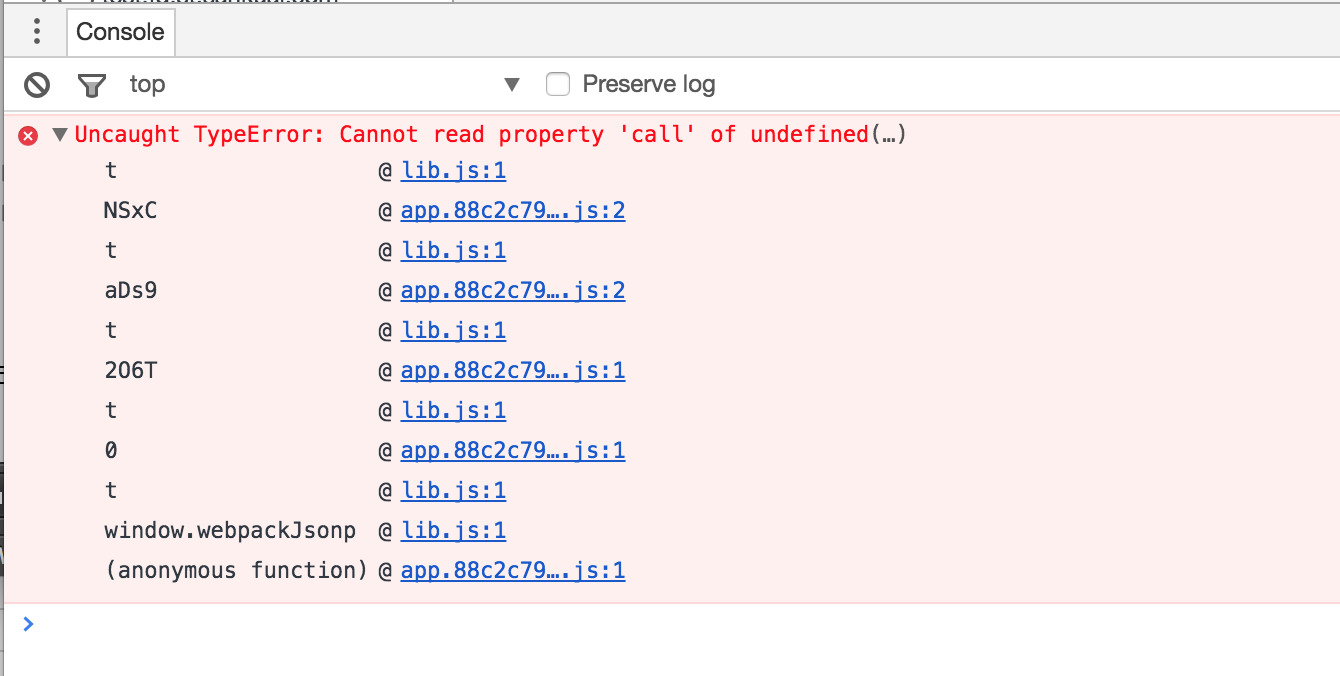 Console
top ▼ Preserve log
Uncaught TypeError: Cannot read property 'call' of undefined(…)
t @ lib.js:1
NSxC @ app.88c2c79….js:2
t @ lib.js:1
aDs9 @ app.88c2c79….js:2
t @ lib.js:1
2O6T @ app.88c2c79….js:1
t @ lib.js:1
0 @ app.88c2c79….js:1
t @ lib.js:1
window.webpackJsonp @ lib.js:1
(anonymous function) @ app.88c2c79….js:1